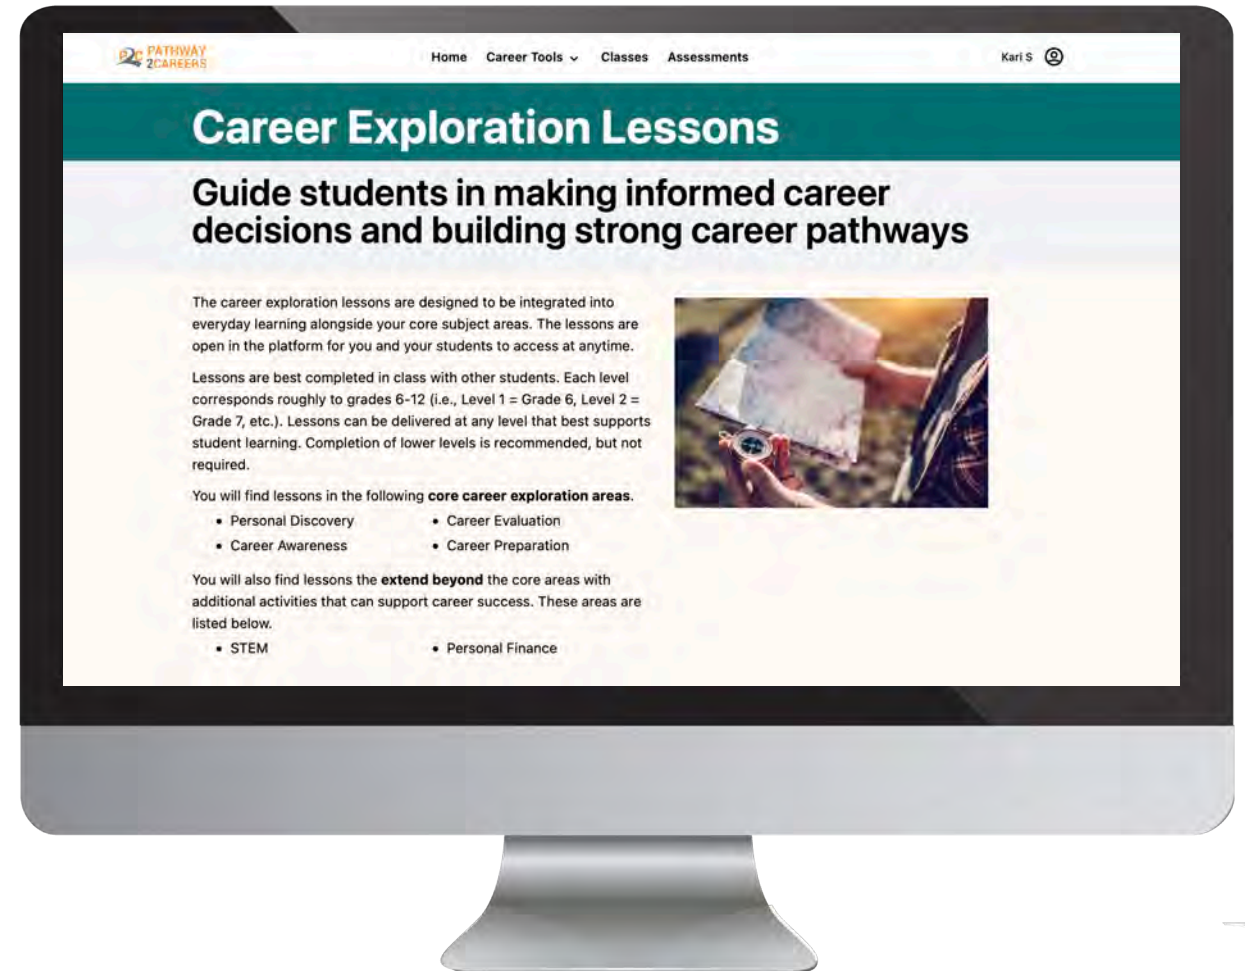 P2C PATHWAY
2CAREERS
Home Career Tools Classes Assessments
Kari S
Career Exploration Lessons
Guide students in making informed career
decisions and building strong career pathways
The career exploration lessons are designed to be integrated into
everyday learning alongside your core subject areas. The lessons are
open in the platform for you and your students to access at anytime.
Lessons are best completed in class with other students. Each level
corresponds roughly to grades 6-12 (i.e., Level 1 = Grade 6, Level 2 =
Grade 7, etc.). Lessons can be delivered at any level that best supports
student learning. Completion of lower levels is recommended, but not
required.
You will find lessons in the following core career exploration areas.
• Personal Discovery
• Career Awareness
• Career Evaluation
• Career Preparation
You will also find lessons the extend beyond the core areas with
additional activities that can support career success. These areas are
listed below.
• STEM
• Personal Finance